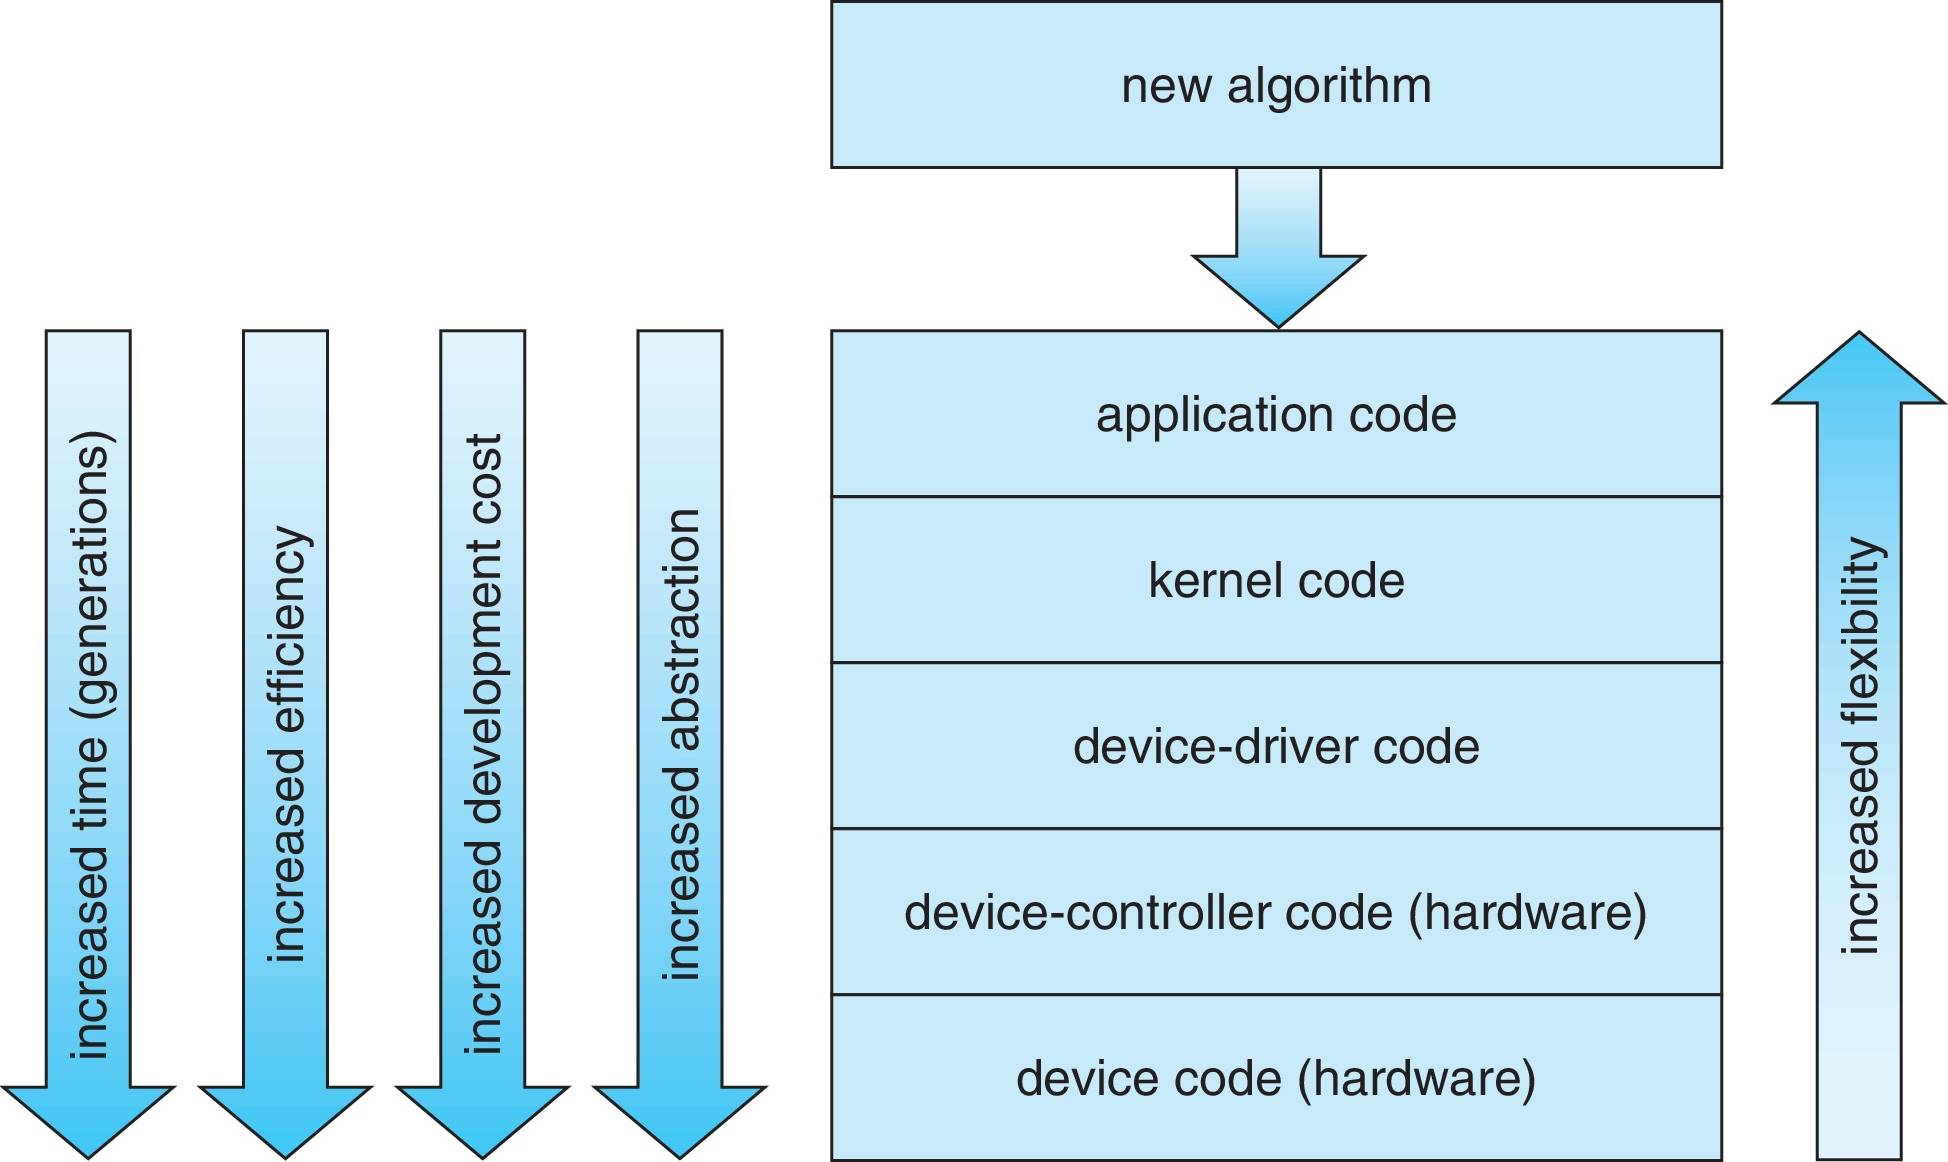 new algorithm
increased time (generations)
increased efficiency
increased development cost
increased abstraction
application code
kernel code
device-driver code
device-controller code (hardware)
device code (hardware)
increased flexibility